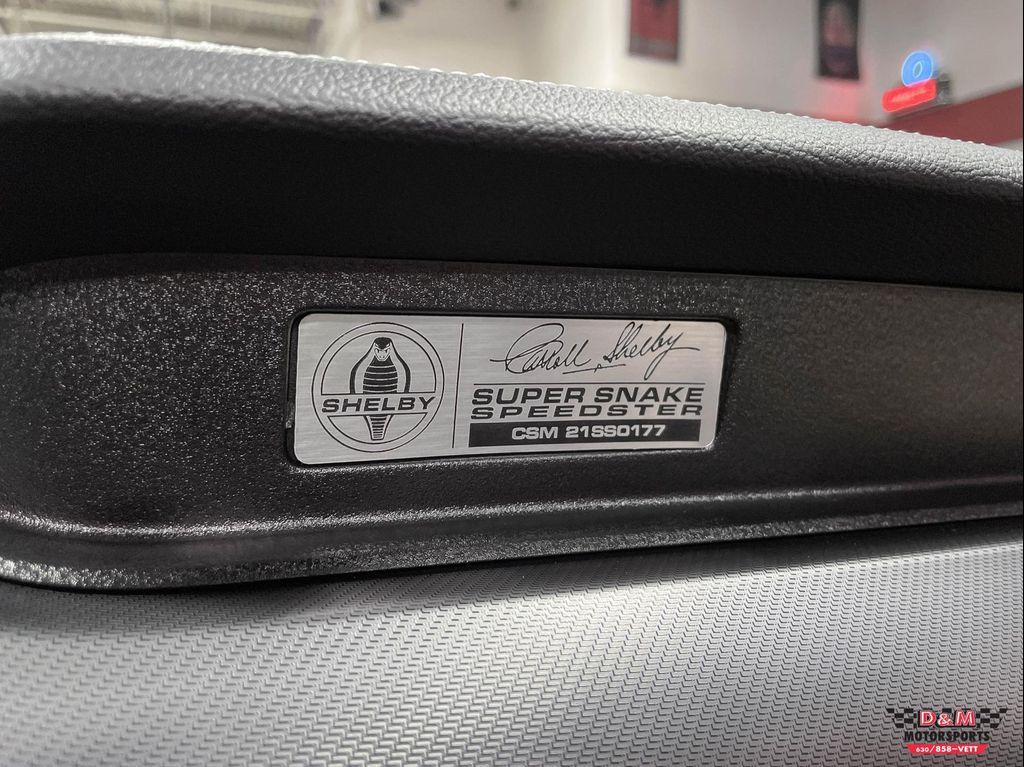 SHELBY
Carroll Shelby
SUPER SNAKE
SPEEDSTER
CSM 21SS0177
D&M
MOTORSPORTS
630/858-VETT